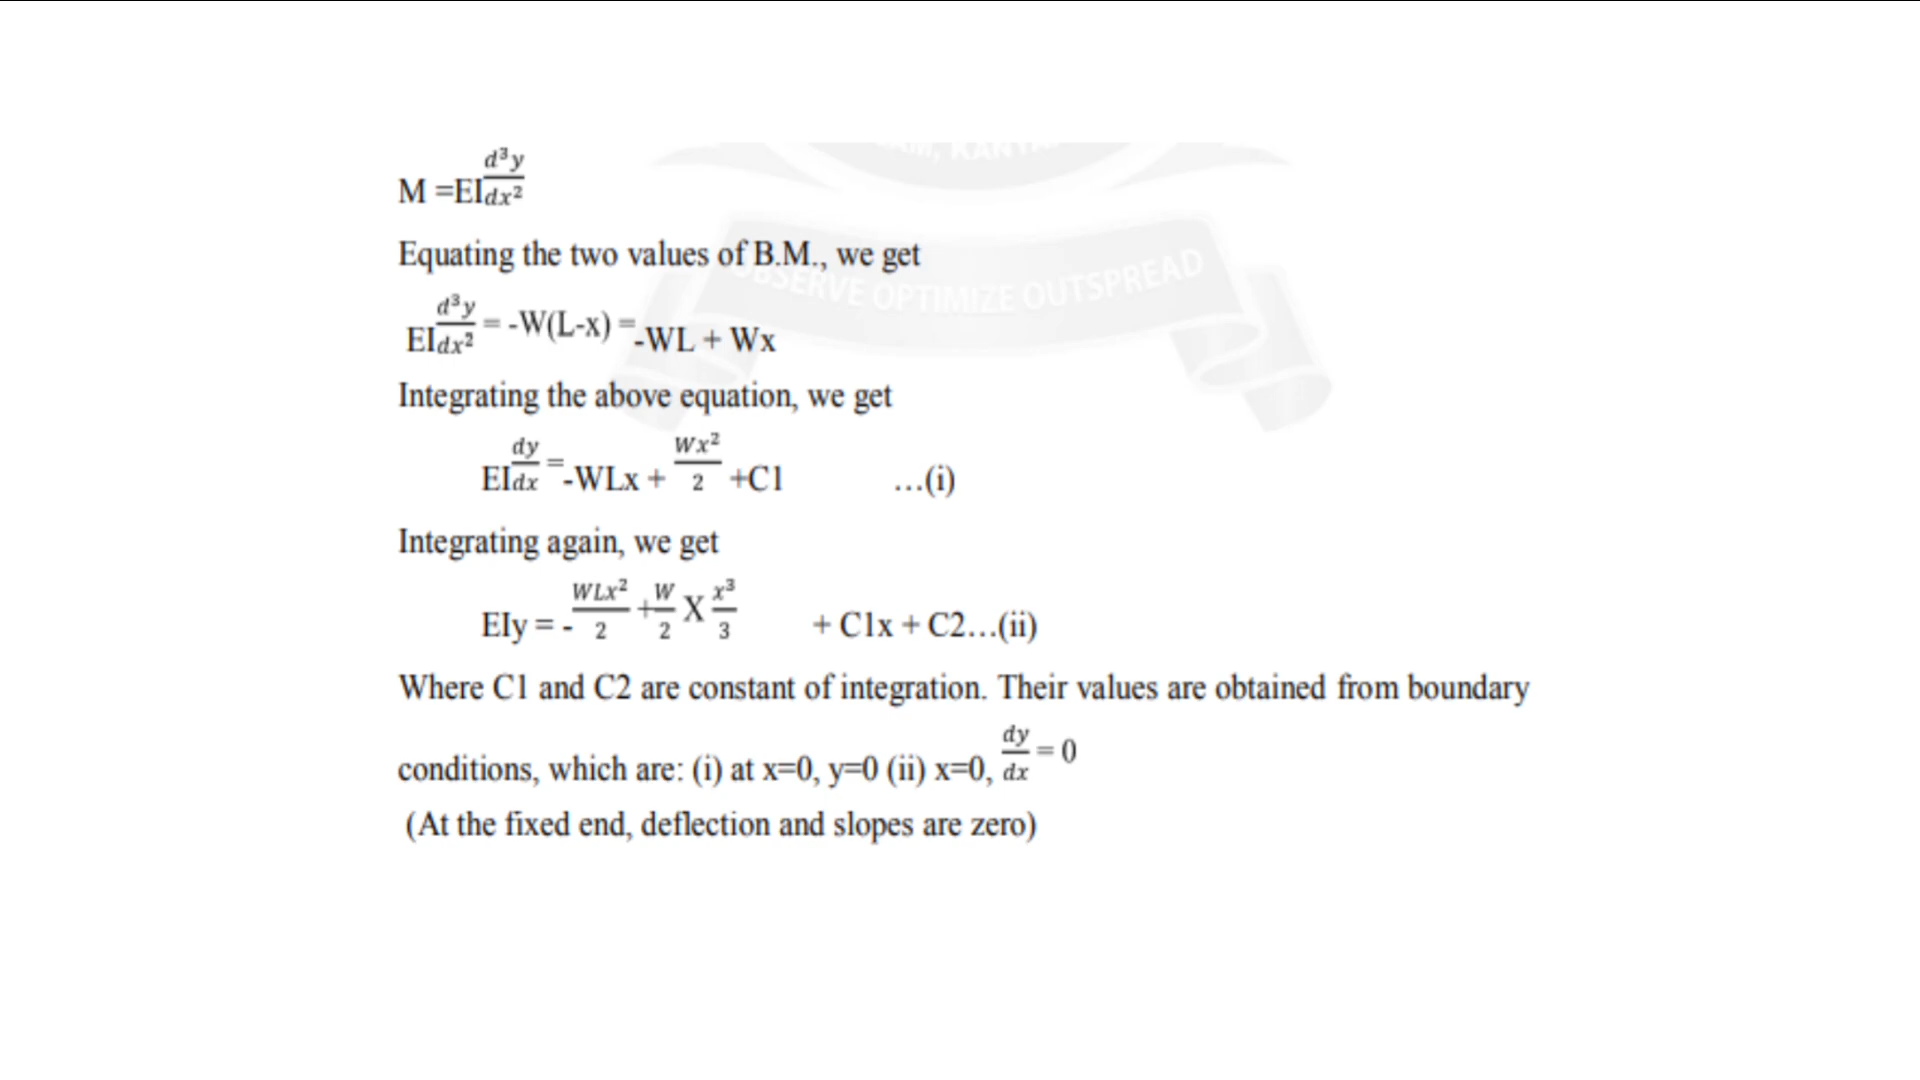 M =EI d³y/dx²
Equating the two values of B.M., we get
EI d³y/dx² = -W(L-x) = -WL + Wx
Integrating the above equation, we get
EI dy/dx = -WLx + Wx²/2 +C1 ...(i)
Integrating again, we get
EIy = - WLx²/2 + W/2 X x³/3 + C1x + C2...(ii)
Where C1 and C2 are constant of integration. Their values are obtained from boundary
conditions, which are: (i) at x=0, y=0 (ii) x=0, dy/dx = 0
(At the fixed end, deflection and slopes are zero)
OBSERVE OPTIMIZE OUTSPREAD